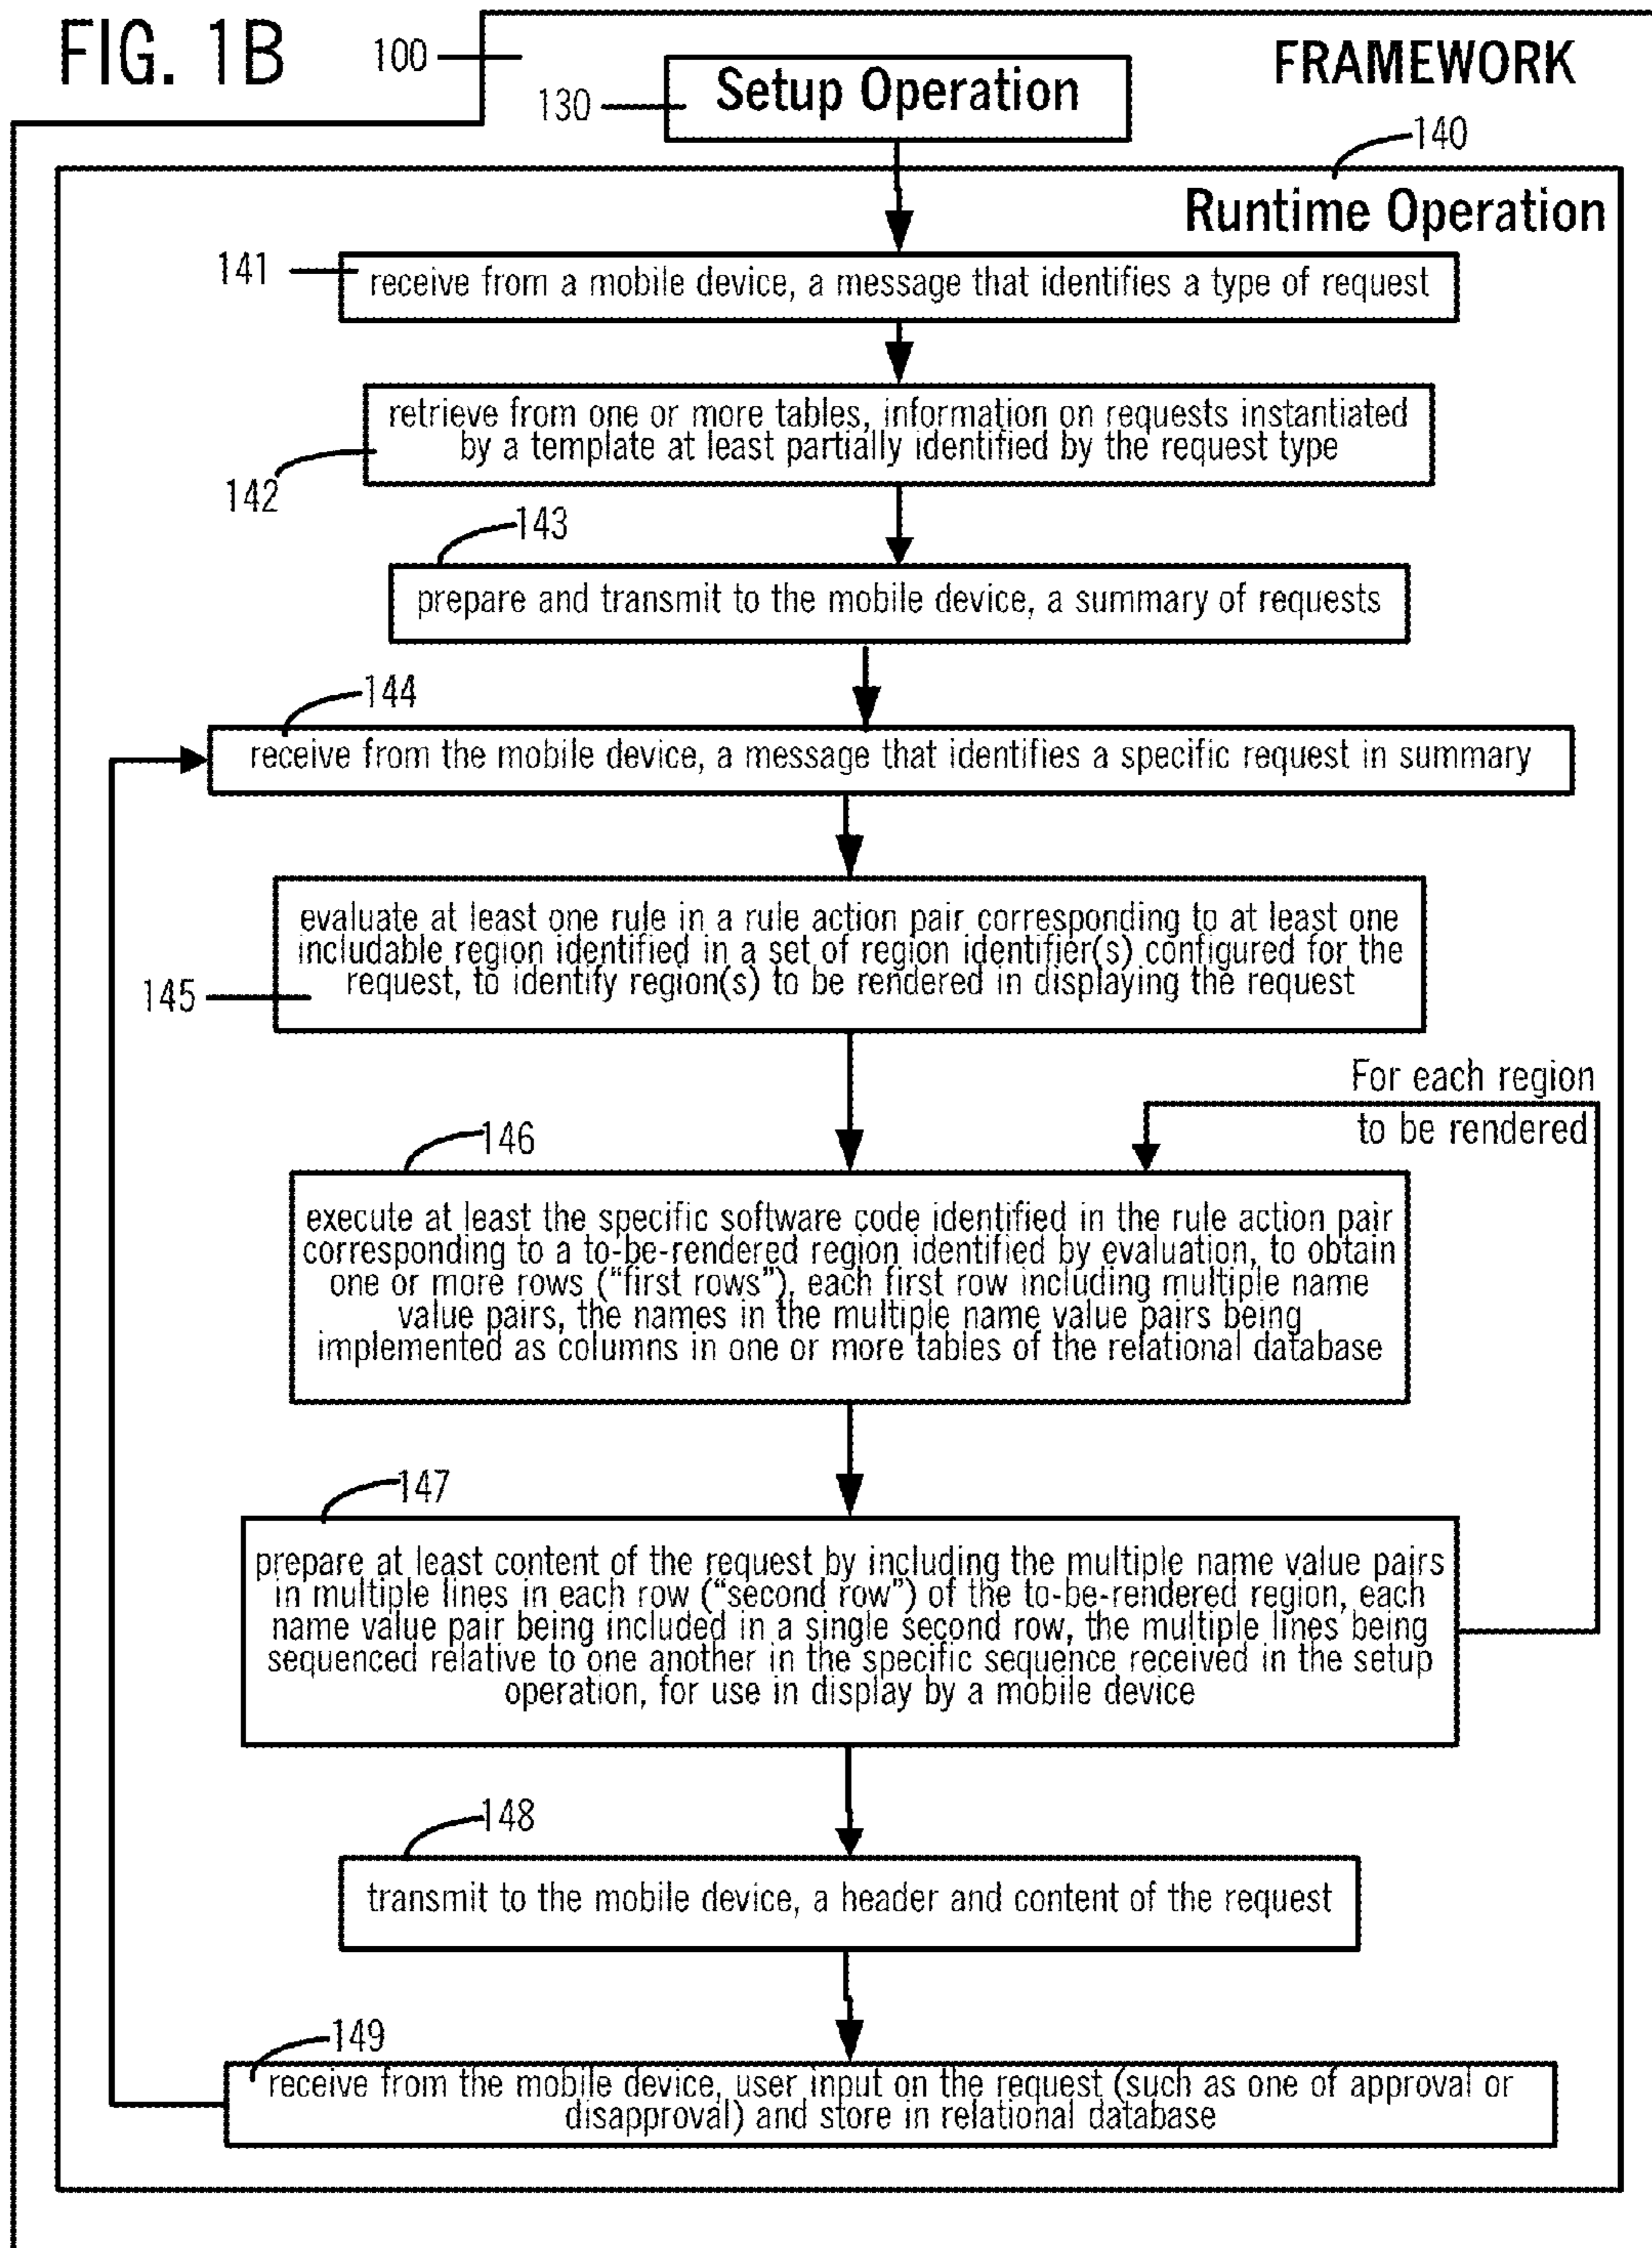 FIG. 1B
100
FRAMEWORK
130
Setup Operation
140
Runtime Operation
141
receive from a mobile device, a message that identifies a type of request
retrieve from one or more tables, information on requests instantiated
by a template at least partially identified by the request type
142
143
prepare and transmit to the mobile device, a summary of requests
144
receive from the mobile device, a message that identifies a specific request in summary
evaluate at least one rule in a rule action pair corresponding to at least one
includable region identified in a set of region identifier(s) configured for the
request, to identify region(s) to be rendered in displaying the request
145
For each region
to be rendered
146
execute at least the specific software code identified in the rule action pair
corresponding to a to-be-rendered region identified by evaluation, to obtain
one or more rows (“first rows”), each first row including multiple name
value pairs, the names in the multiple name value pairs being
implemented as columns in one or more tables of the relational database
147
prepare at least content of the request by including the multiple name value pairs
in multiple lines in each row (“second row”) of the to-be-rendered region, each
name value pair being included in a single second row, the multiple lines being
sequenced relative to one another in the specific sequence received in the setup
operation, for use in display by a mobile device
148
transmit to the mobile device, a header and content of the request
149
receive from the mobile device, user input on the request (such as one of approval or
disapproval) and store in relational database